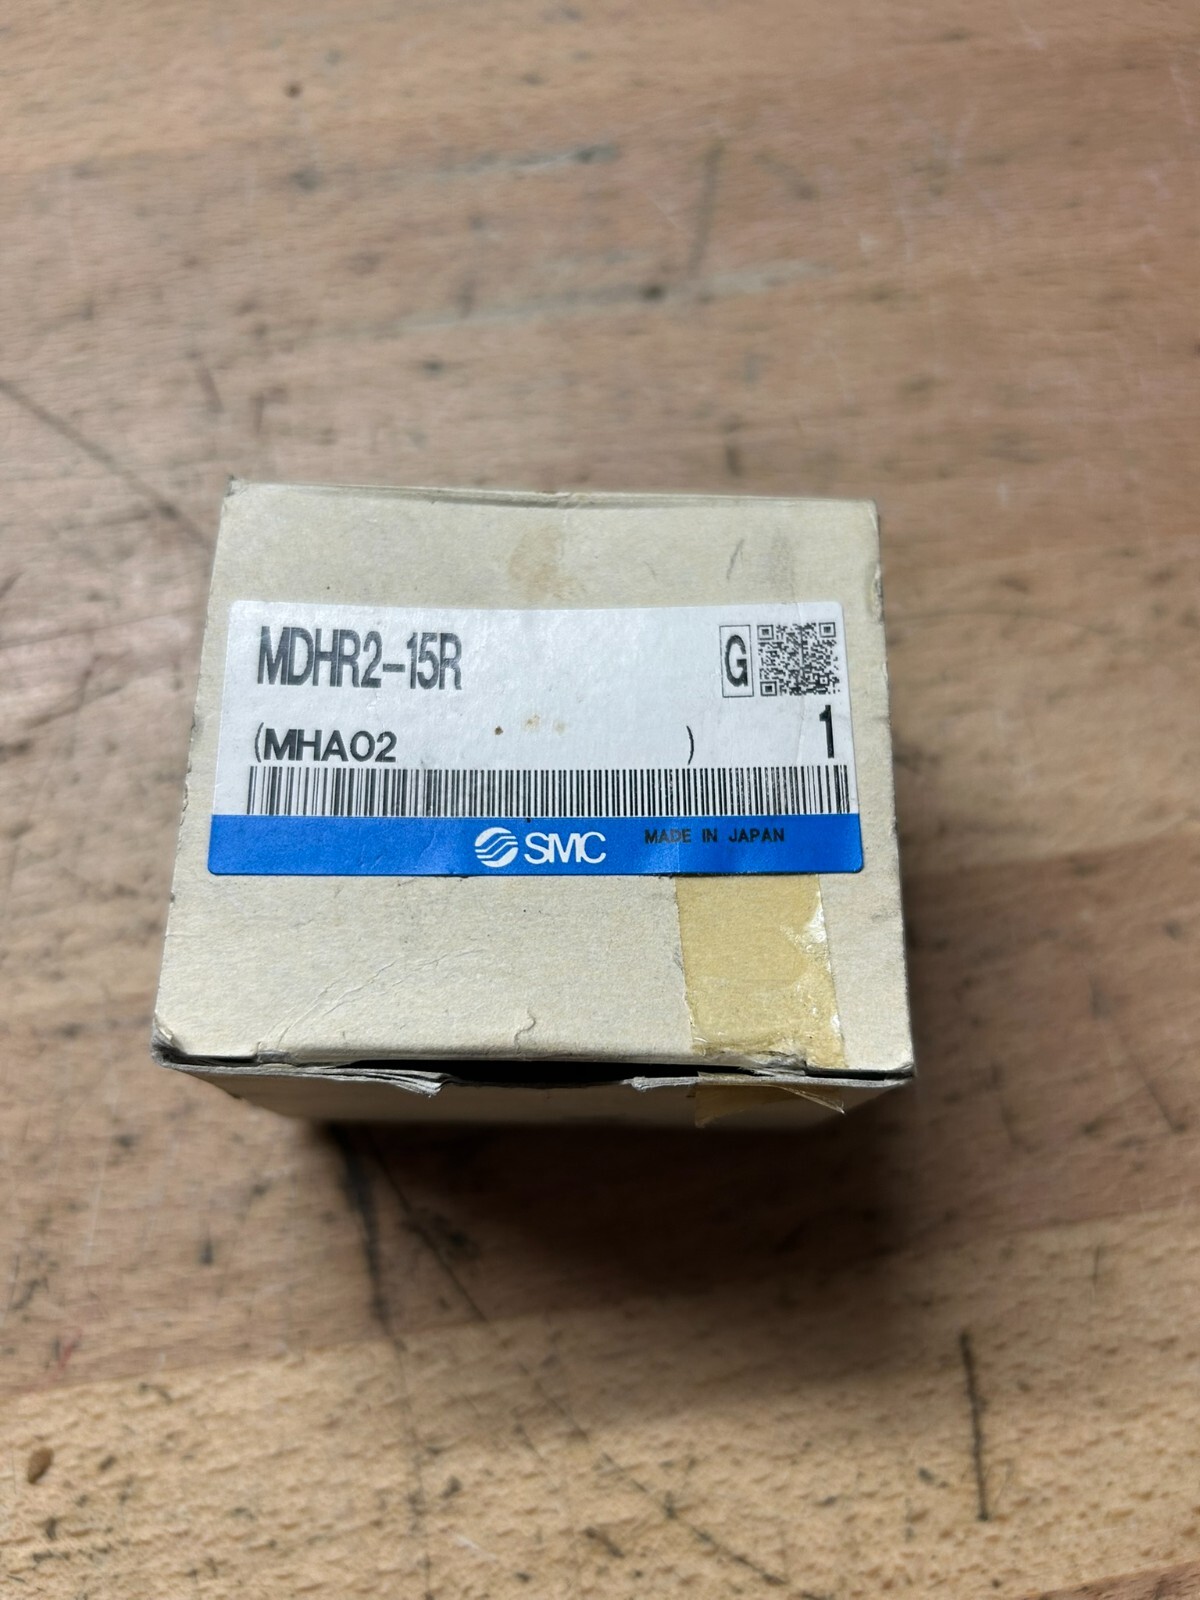 MDHR2-15R G
1
(MHA02 )
SMC MADE IN JAPAN